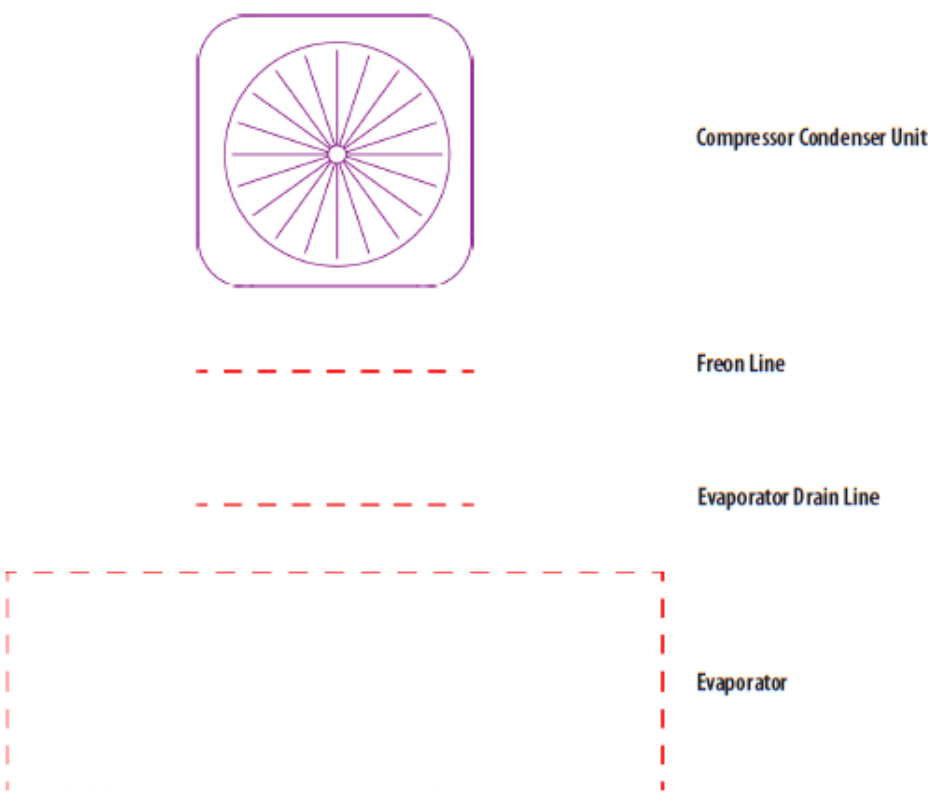 Compressor Condenser Unit
Freon Line
Evaporator Drain Line
Evaporator